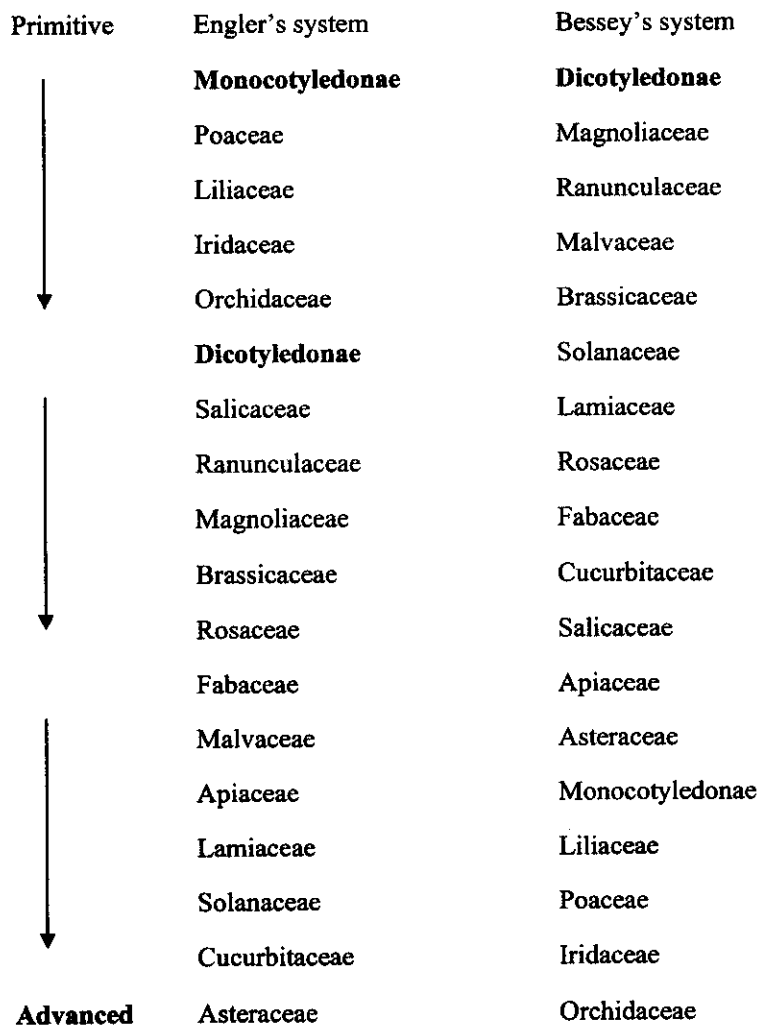 Primitive Engler's system Bessey's system
Monocotyledonae Dicotyledonae
Poaceae Magnoliaceae
Liliaceae Ranunculaceae
Iridaceae Malvaceae
Orchidaceae Brassicaceae
Dicotyledonae Solanaceae
Salicaceae Lamiaceae
Ranunculaceae Rosaceae
Magnoliaceae Fabaceae
Brassicaceae Cucurbitaceae
Rosaceae Salicaceae
Fabaceae Apiaceae
Malvaceae Asteraceae
Apiaceae Monocotyledonae
Lamiaceae Liliaceae
Solanaceae Poaceae
Cucurbitaceae Iridaceae
Advanced Asteraceae Orchidaceae